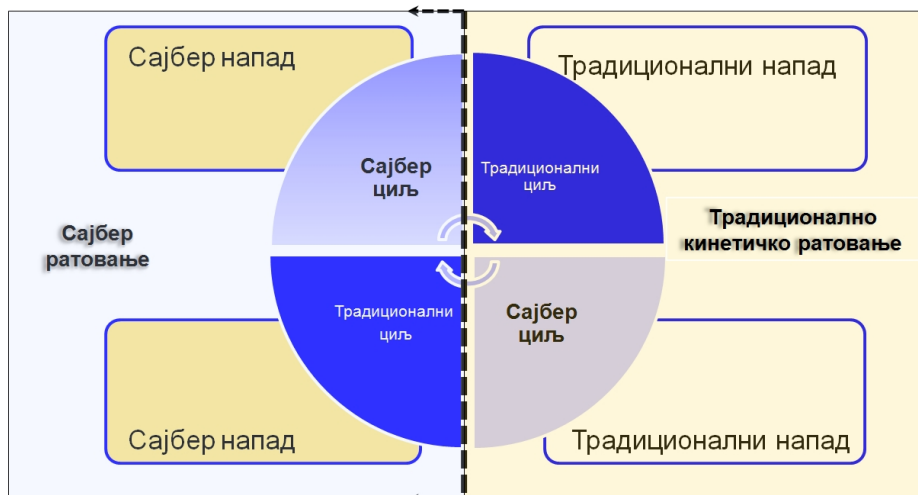 Сајбер напад
Традиционални напад
Сајбер
циљ
Традиционални
циљ
Сајбер
ратовање
Традиционално
кинетичко ратовање
Традиционални
циљ
Сајбер
циљ
Сајбер напад
Традиционални напад